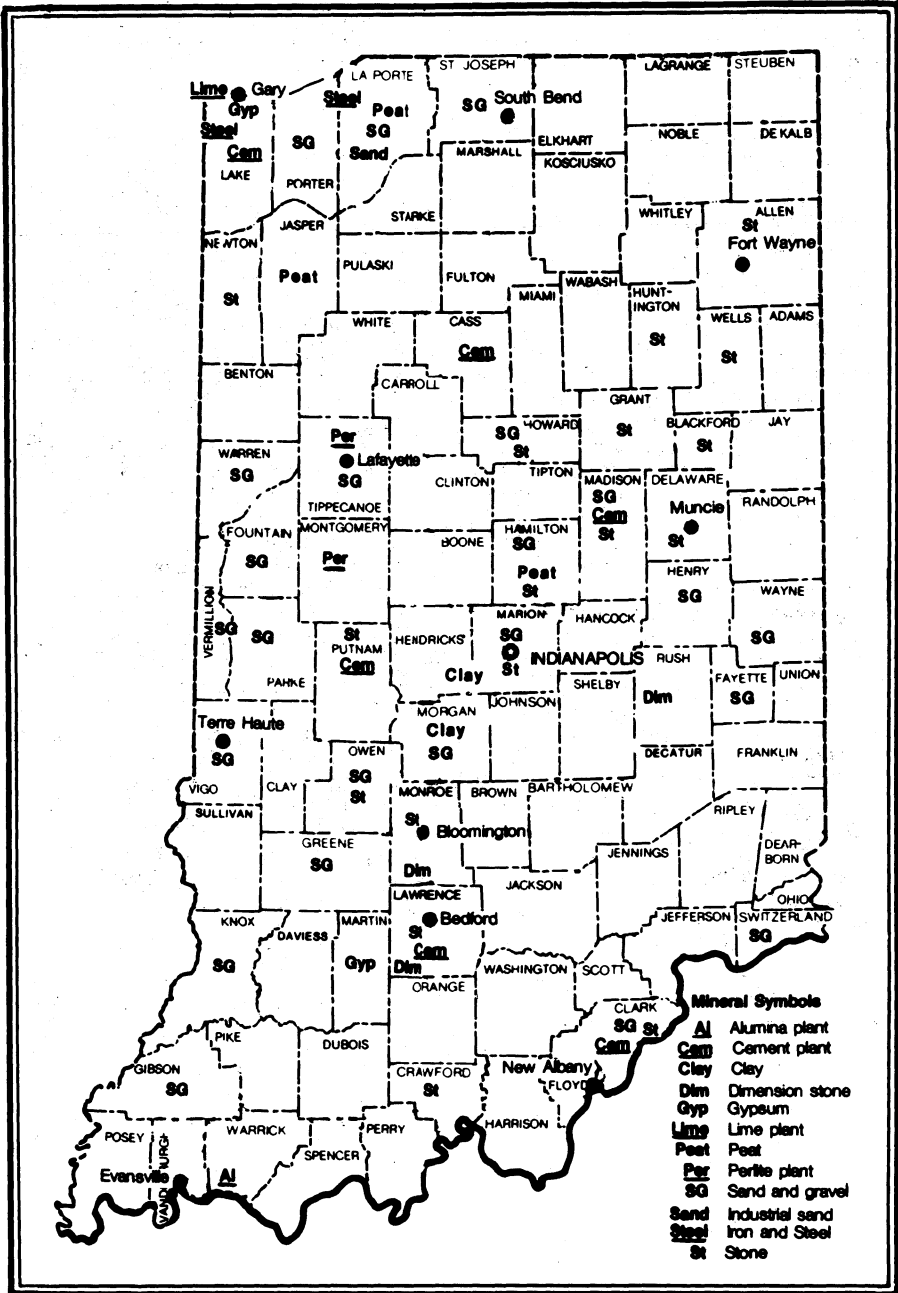 LA PORTE
ST JOSEPH
LAGRANGE
STEUBEN
Lime
Gary
Gyp
Steel
Peat
SG
South Bend
Steel
Cem
SG
SG
Sand
ELKHART
NOBLE
DE KALB
LAKE
PORTER
MARSHALL
KOSCIUSKO
STARKE
WHITLEY
ALLEN
St
Fort Wayne
NEWTON
JASPER
PULASKI
FULTON
Peat
St
MIAMI
WABASH
HUNT-
INGTON
St
WHITE
CASS
Cem
WELLS
St
ADAMS
BENTON
CARROLL
GRANT
St
Per
Lafayette
SG
TIPPECANOE
SG
HOWARD
St
BLACKFORD
St
JAY
WARREN
SG
CLINTON
TIPTON
MADISON
SG
Cem
St
DELAWARE
Muncie
St
RANDOLPH
FOUNTAIN
SG
MONTGOMERY
Per
BOONE
HAMILTON
SG
Peat
St
HENRY
SG
WAYNE
SG
VERMILLION
SG
SG
PARKE
St
PUTNAM
Cem
HENDRICKS
Clay
MARION
SG
St
INDIANAPOLIS
HANCOCK
RUSH
Dim
FAYETTE
SG
UNION
SHELBY
Terre Haute
SG
VIGO
CLAY
OWEN
SG
St
MORGAN
Clay
SG
JOHNSON
DECATUR
FRANKLIN
SULLIVAN
GREENE
SG
MONROE
St
Bloomington
Dim
BROWN
BARTHOLOMEW
RIPLEY
JENNINGS
DEAR-
BORN
OHIO
JACKSON
KNOX
SG
DAVIESS
MARTIN
Gyp
LAWRENCE
Bedford
St
Cem
Dim
JEFFERSON
SWITZERLAND
SG
WASHINGTON
SCOTT
ORANGE
CLARK
SG
St
Cem
PIKE
DUBOIS
GIBSON
SG
CRAWFORD
St
New Albany
FLOYD
HARRISON
POSEY
VANDERBURGH
WARRICK
SPENCER
PERRY
Evansville
Al
Mineral Symbols
Al Alumina plant
Cem Cement plant
Clay Clay
Dim Dimension stone
Gyp Gypsum
Lime Lime plant
Peat Peat
Per Perlite plant
SG Sand and gravel
Sand Industrial sand
Steel Iron and Steel
St Stone